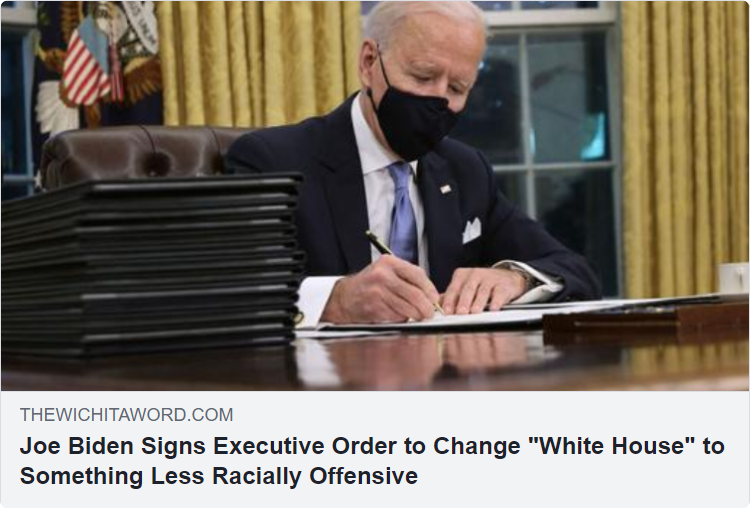 THEWICHITAWORD.COM
Joe Biden Signs Executive Order to Change "White House" to
Something Less Racially Offensive